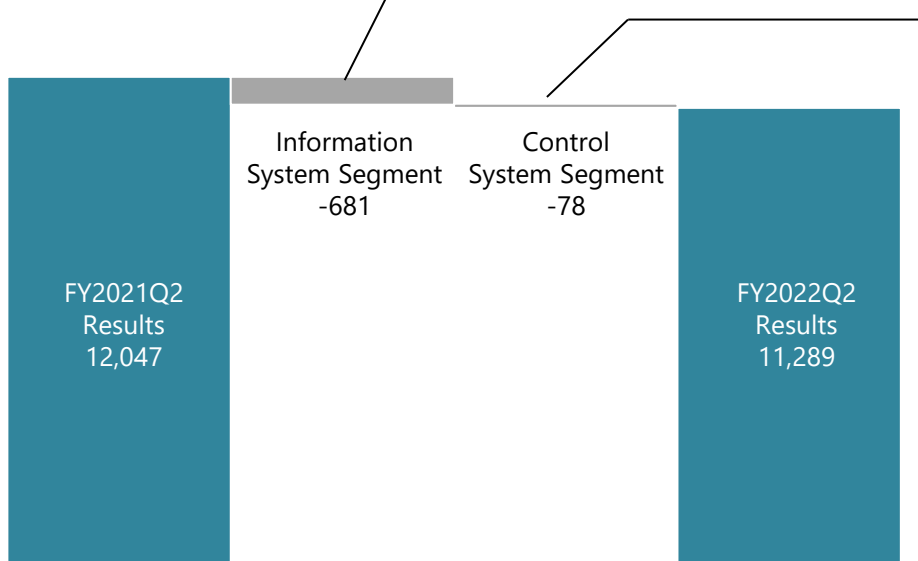 Information
System Segment
-681
Control
System Segment
-78
FY2021Q2
Results
12,047
FY2022Q2
Results
11,289